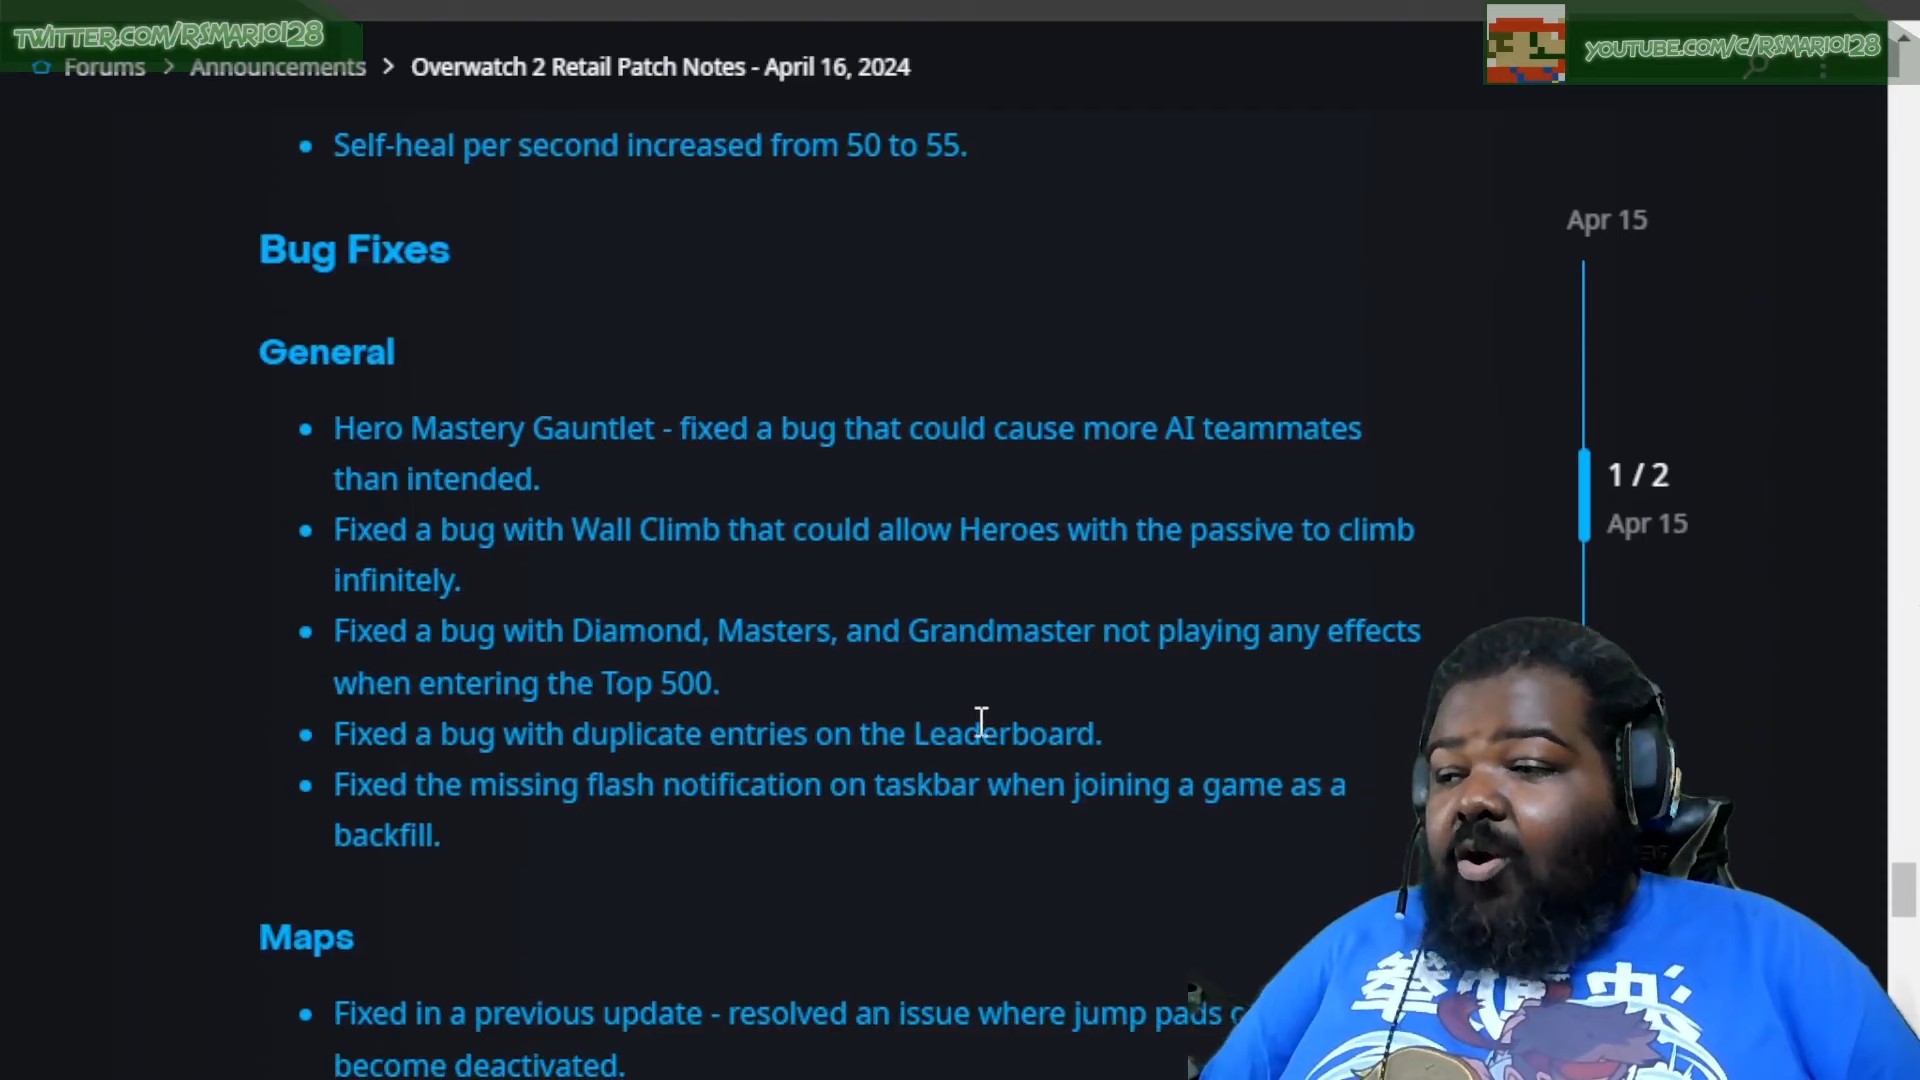 TWITTER.COM/RSMARIO128
YOUTUBE.COM/C/RSMARIO128
Forums > Announcements > Overwatch 2 Retail Patch Notes - April 16, 2024
• Self-heal per second increased from 50 to 55.
Apr 15
Bug Fixes
General
• Hero Mastery Gauntlet - fixed a bug that could cause more AI teammates
than intended.
1 / 2
Apr 15
• Fixed a bug with Wall Climb that could allow Heroes with the passive to climb
infinitely.
• Fixed a bug with Diamond, Masters, and Grandmaster not playing any effects
when entering the Top 500.
• Fixed a bug with duplicate entries on the Leaderboard.
• Fixed the missing flash notification on taskbar when joining a game as a
backfill.
Maps
• Fixed in a previous update - resolved an issue where jump pads
become deactivated.